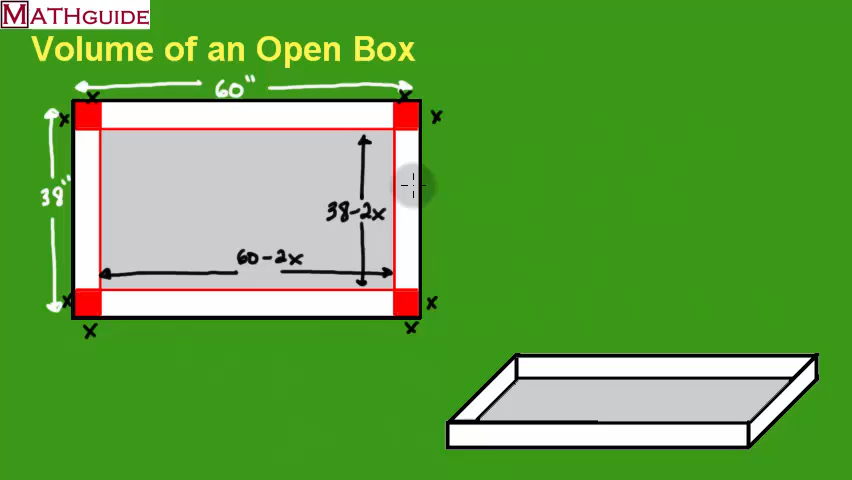 MATHGUIDE
Volume of an Open Box
60"
x x
x x
38"
38-2x
60-2x
x x
x x